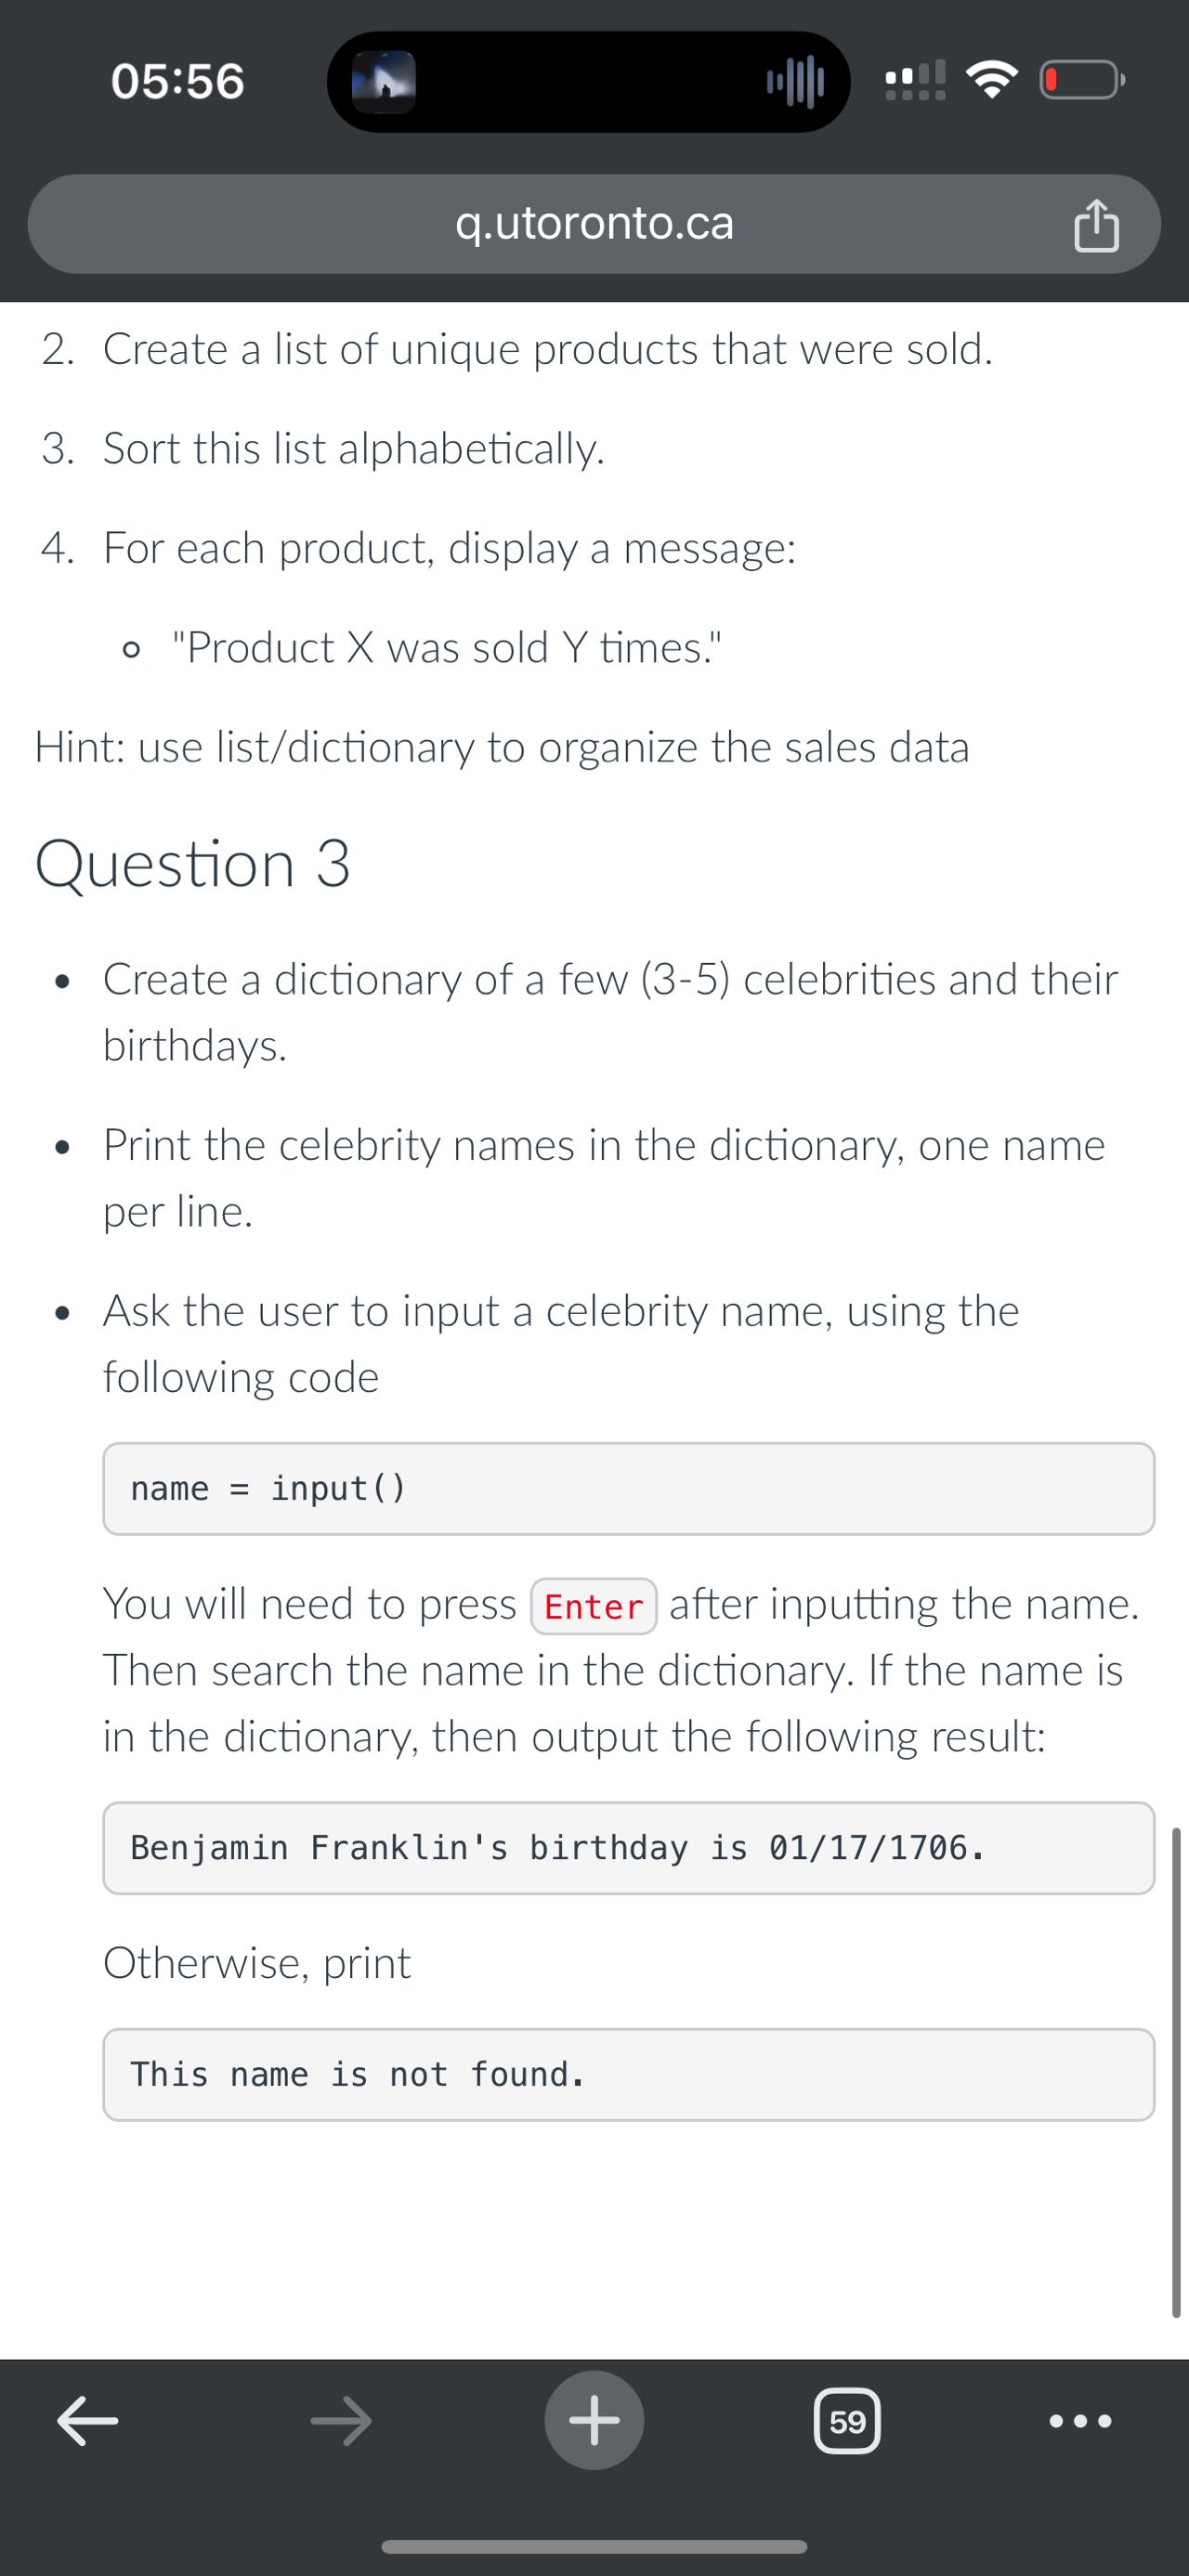 05:56
q.utoronto.ca
2. Create a list of unique products that were sold.
3. Sort this list alphabetically.
4. For each product, display a message:
"Product X was sold Y times."
Hint: use list/dictionary to organize the sales data
Question 3
Create a dictionary of a few (3-5) celebrities and their
birthdays.
Print the celebrity names in the dictionary, one name
per line.
Ask the user to input a celebrity name, using the
following code
name = input()
You will need to press Enter after inputting the name.
Then search the name in the dictionary. If the name is
in the dictionary, then output the following result:
Benjamin Franklin's birthday is 01/17/1706.
Otherwise, print
This name is not found.
59